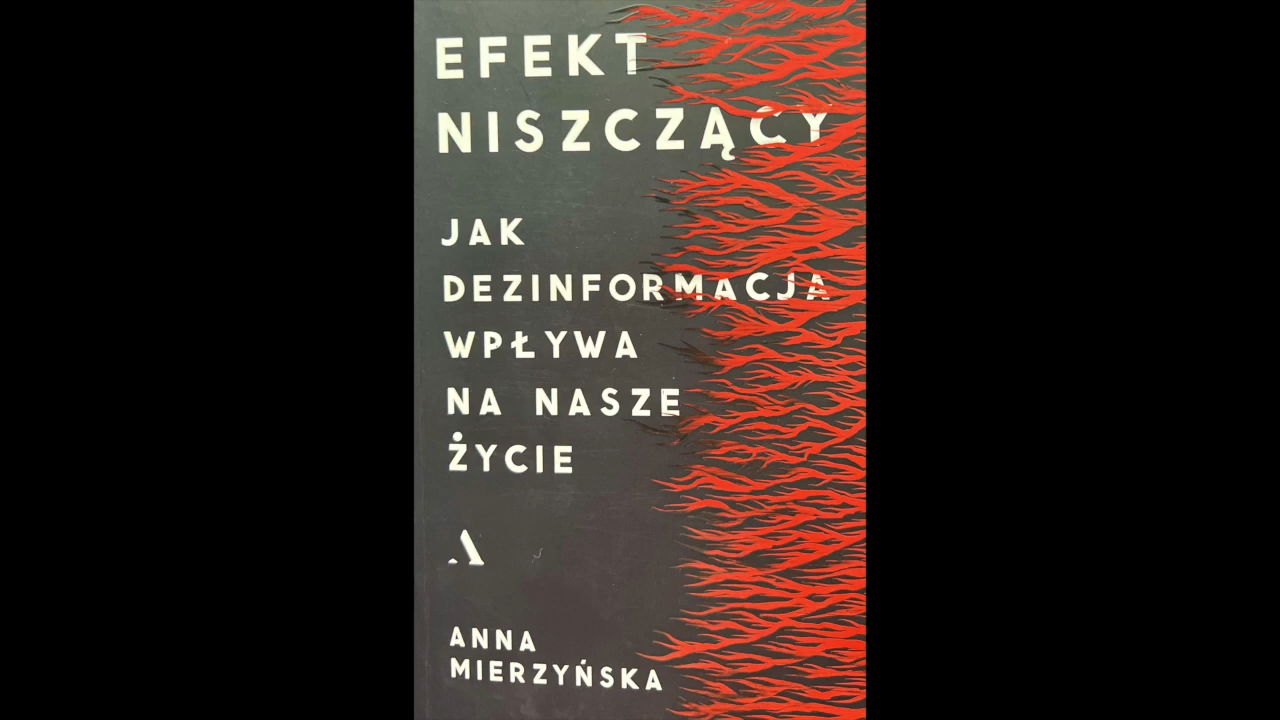 EFEKT
NISZCZĄCY
JAK
DEZINFORMACJA
WPŁYWA
NA NASZE
ŻYCIE
A
ANNA
MIERZYŃSKA